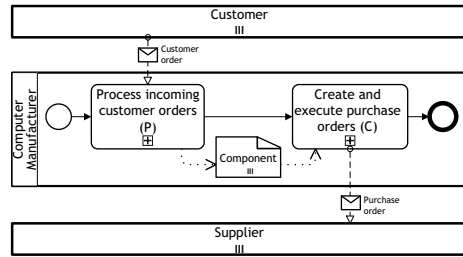 Customer
Customer
order
Computer
Manufacturer
Process incoming
customer orders
(P)
Create and
execute purchase
orders (C)
Component
Purchase
order
Supplier